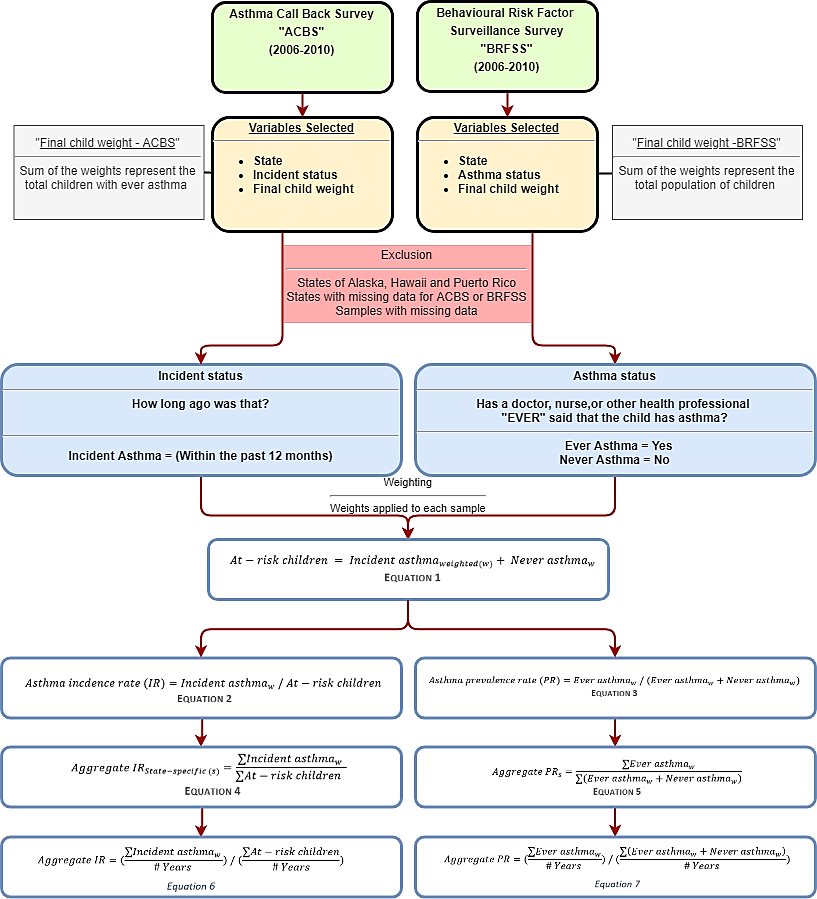 Asthma Call Back Survey
"ACBS"
(2006-2010)
Behavioural Risk Factor
Surveillance Survey
"BRFSS"
(2006-2010)
"Final child weight - ACBS"
Sum of the weights represent the
total children with ever asthma
Variables Selected
• State
• Incident status
• Final child weight
Variables Selected
• State
• Asthma status
• Final child weight
"Final child weight -BRFSS"
Sum of the weights represent the
total population of children
Exclusion
States of Alaska, Hawaii and Puerto Rico
States with missing data for ACBS or BRFSS
Samples with missing data
Incident status
How long ago was that?
Incident Asthma = (Within the past 12 months)
Asthma status
Has a doctor, nurse,or other health professional
"EVER" said that the child has asthma?
Ever Asthma = Yes
Never Asthma = No
Weighting
Weights applied to each sample
At − risk children = Incident asthma_weighted(w) + Never asthma_w
EQUATION 1
Asthma incdence rate (IR) = Incident asthma_w / At − risk children
EQUATION 2
Asthma prevalence rate (PR) = Ever asthma_w / (Ever asthma_w + Never asthma_w)
EQUATION 3
Aggregate IR_State−specific (s) = ∑Incident asthma_w / ∑At − risk children
EQUATION 4
Aggregate PR_s = ∑Ever asthma_w / ∑(Ever asthma_w + Never asthma_w)
EQUATION 5
Aggregate IR = (∑Incident asthma_w / # Years) / (∑At − risk children / # Years)
Equation 6
Aggregate PR = (∑Ever asthma_w / # Years) / (∑(Ever asthma_w + Never asthma_w) / # Years)
Equation 7